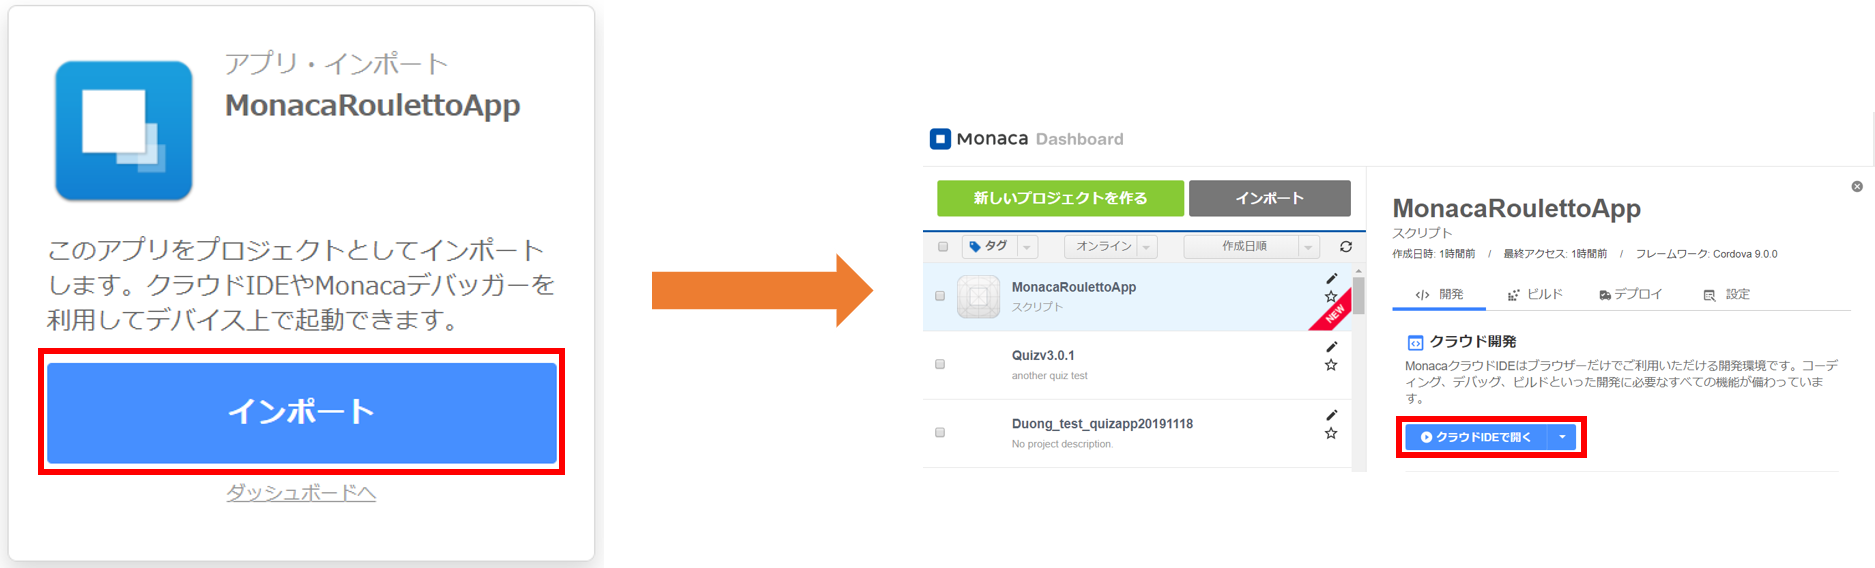 アプリ・インポート
MonacaRoulettoApp
このアプリをプロジェクトとしてインポート
します。クラウドIDEやMonacaデバッガーを
利用してデバイス上で起動できます。
インポート
ダッシュボードへ
Monaca Dashboard
新しいプロジェクトを作る インポート
タグ オンライン 作成日順
MonacaRoulettoApp
スクリプト
NEW
Quizv3.0.1
another quiz test
Duong_test_quizapp20191118
No project description.
MonacaRoulettoApp
スクリプト
作成日時: 1時間前 / 最終アクセス: 1時間前 / フレームワーク: Cordova 9.0.0
開発 ビルド デプロイ 設定
クラウド開発
MonacaクラウドIDEはブラウザーだけでご利用いただける開発環境です。コーデ
ィング、デバッグ、ビルドといった開発に必要なすべての機能が備わっていま
す。
クラウドIDEで開く